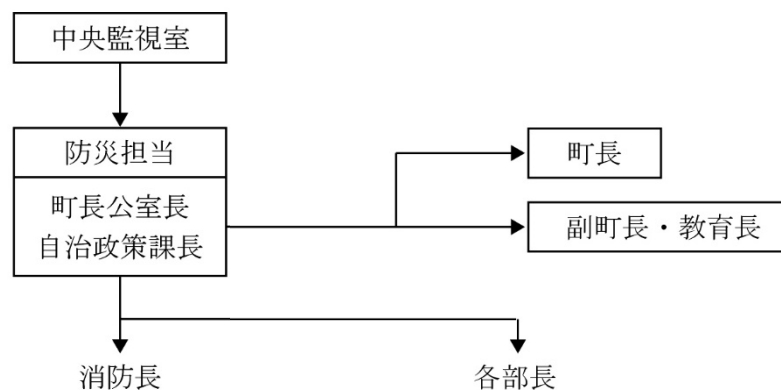 中央監視室
防災担当
町長公室長
自治政策課長
町長
副町長・教育長
消防長
各部長